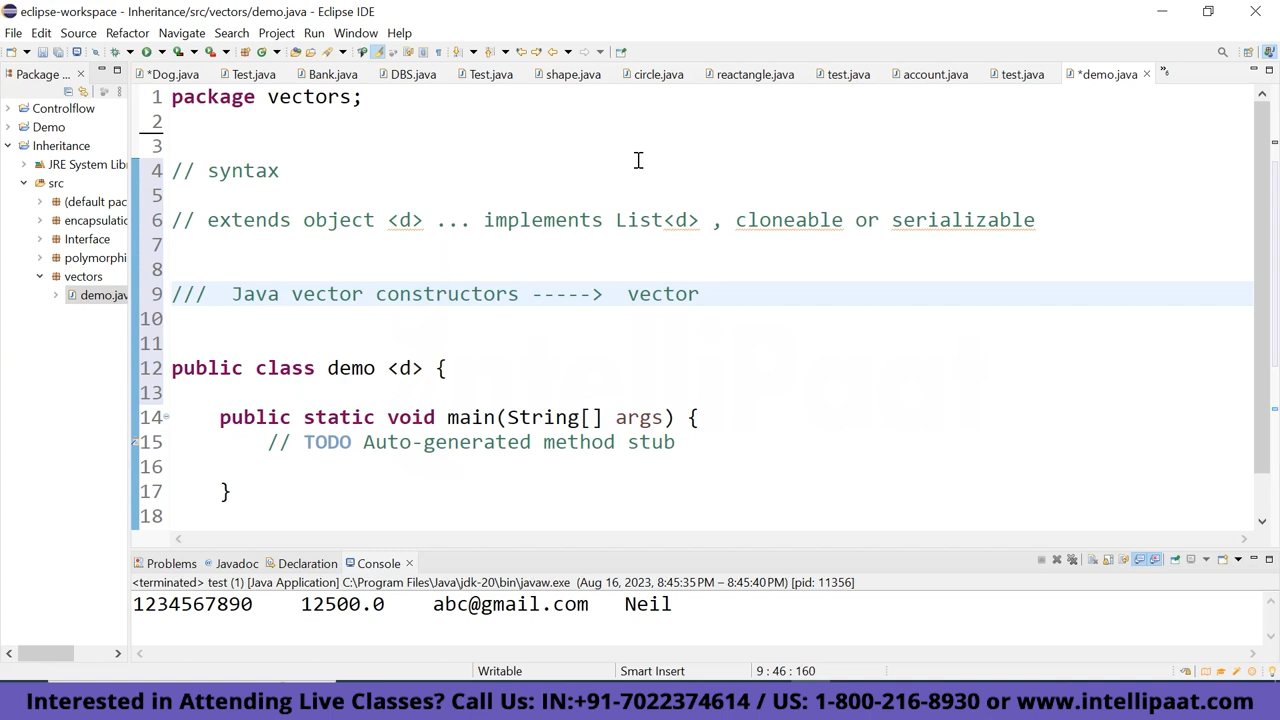 eclipse-workspace - Inheritance/src/vectors/demo.java - Eclipse IDE
File Edit Source Refactor Navigate Search Project Run Window Help
Package ... *Dog.java Test.java Bank.java DBS.java Test.java shape.java circle.java reactangle.java test.java account.java test.java *demo.java
Controlflow
Demo
Inheritance
JRE System Lib
src
(default pac
encapsulatic
Interface
polymorphi
vectors
demo.jav
1 package vectors;
2
3
4 // syntax
5
6 // extends object <d> ... implements List<d> , cloneable or serializable
7
8
9 /// Java vector constructors -----> vector
10
11
12 public class demo <d> {
13
14 public static void main(String[] args) {
15 // TODO Auto-generated method stub
16
17 }
18
Problems Javadoc Declaration Console
<terminated> test (1) [Java Application] C:\Program Files\Java\jdk-20\bin\javaw.exe (Aug 16, 2023, 8:45:35 PM – 8:45:40 PM) [pid: 11356]
1234567890 12500.0 abc@gmail.com Neil
Writable Smart Insert 9 : 46 : 160
Interested in Attending Live Classes? Call Us: IN:+91-7022374614 / US: 1-800-216-8930 or www.intellipaat.com